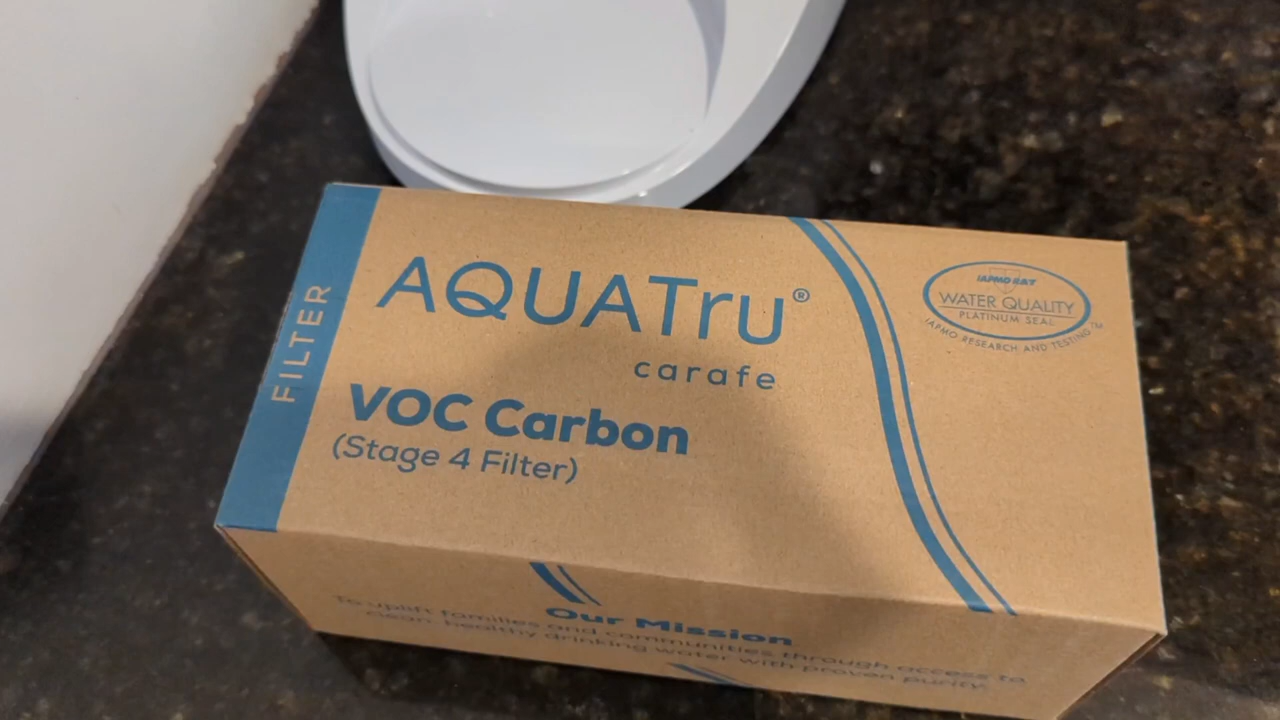 FILTER
AQUATru®
carafe
VOC Carbon
(Stage 4 Filter)
IAPMO R&T
WATER QUALITY
PLATINUM SEAL
IAPMO RESEARCH AND TESTING™
Our Mission
To uplift families and communities through access to
clean, healthy drinking water with proven purity.